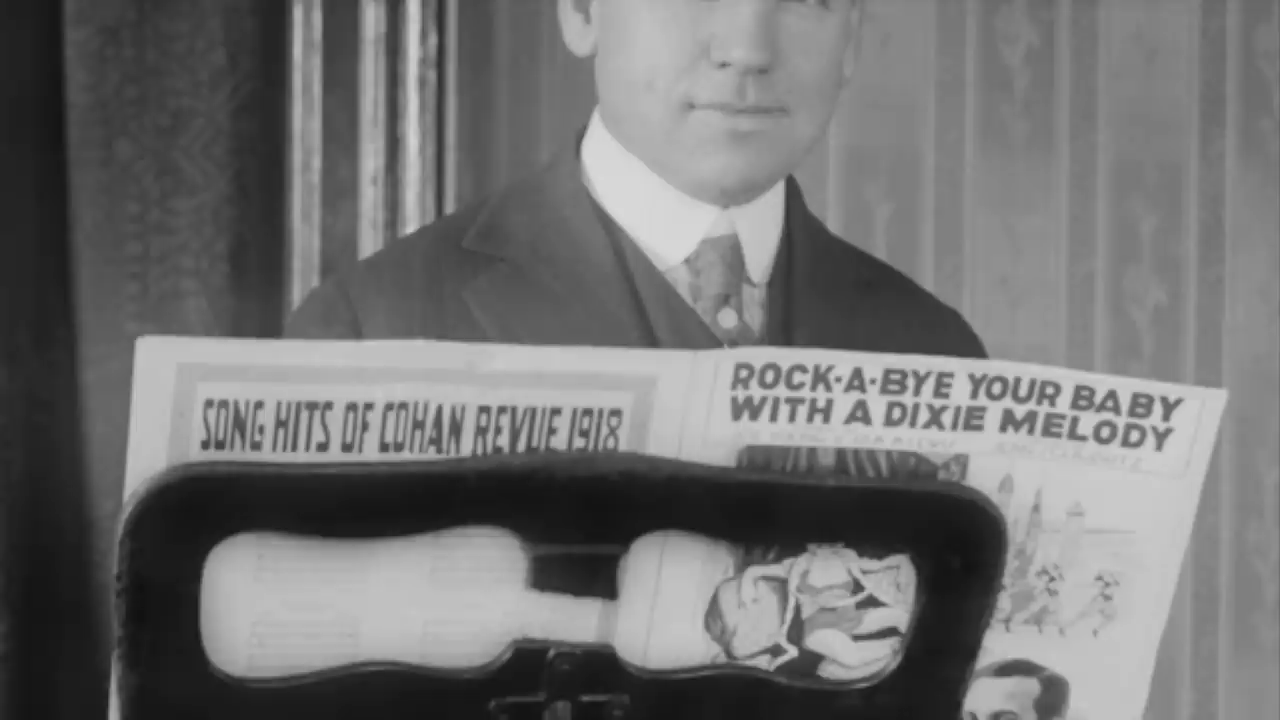 SONG HITS OF COHAN REVUE 1918
ROCK-A-BYE YOUR BABY
WITH A DIXIE MELODY